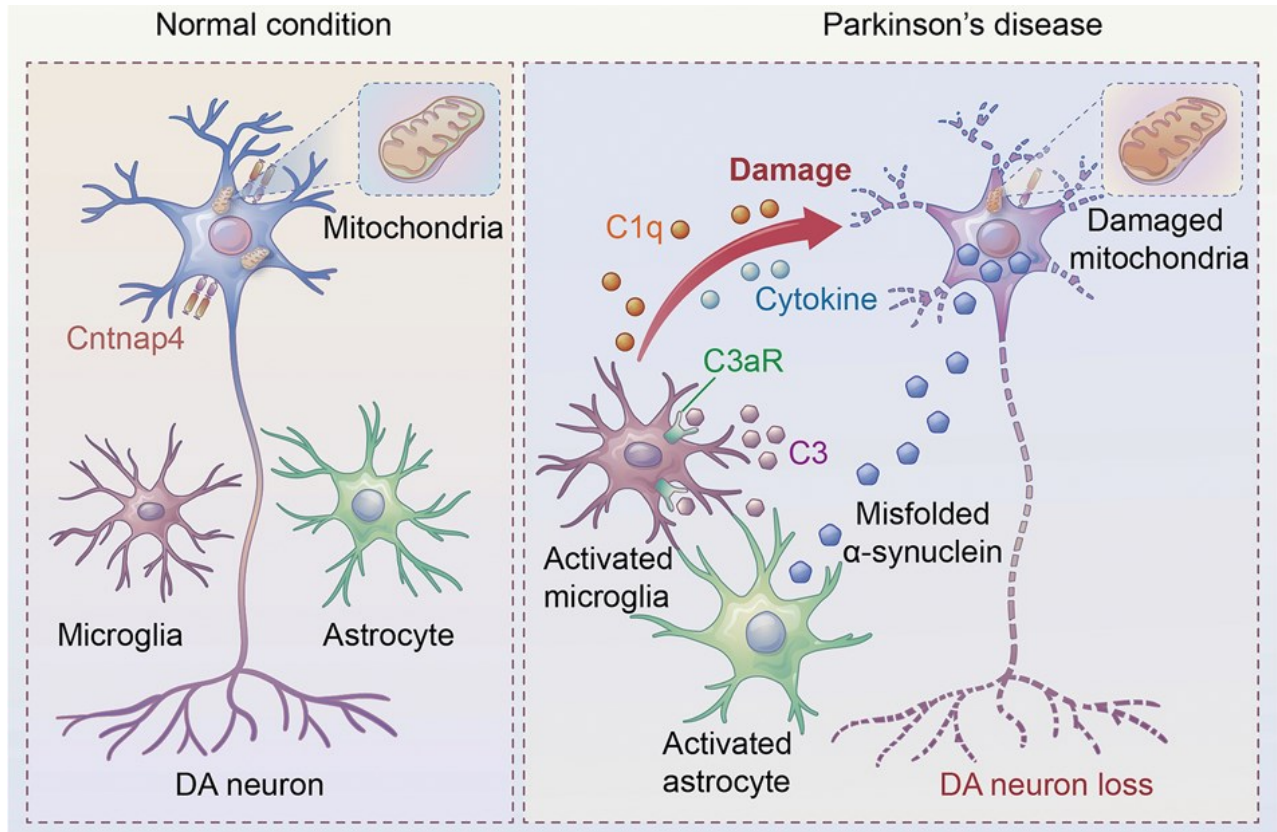 Normal condition
Parkinson's disease
Mitochondria
Cntnap4
Microglia
Astrocyte
DA neuron
Damage
C1q
Cytokine
C3aR
C3
Damaged
mitochondria
Misfolded
α-synuclein
Activated
microglia
Activated
astrocyte
DA neuron loss